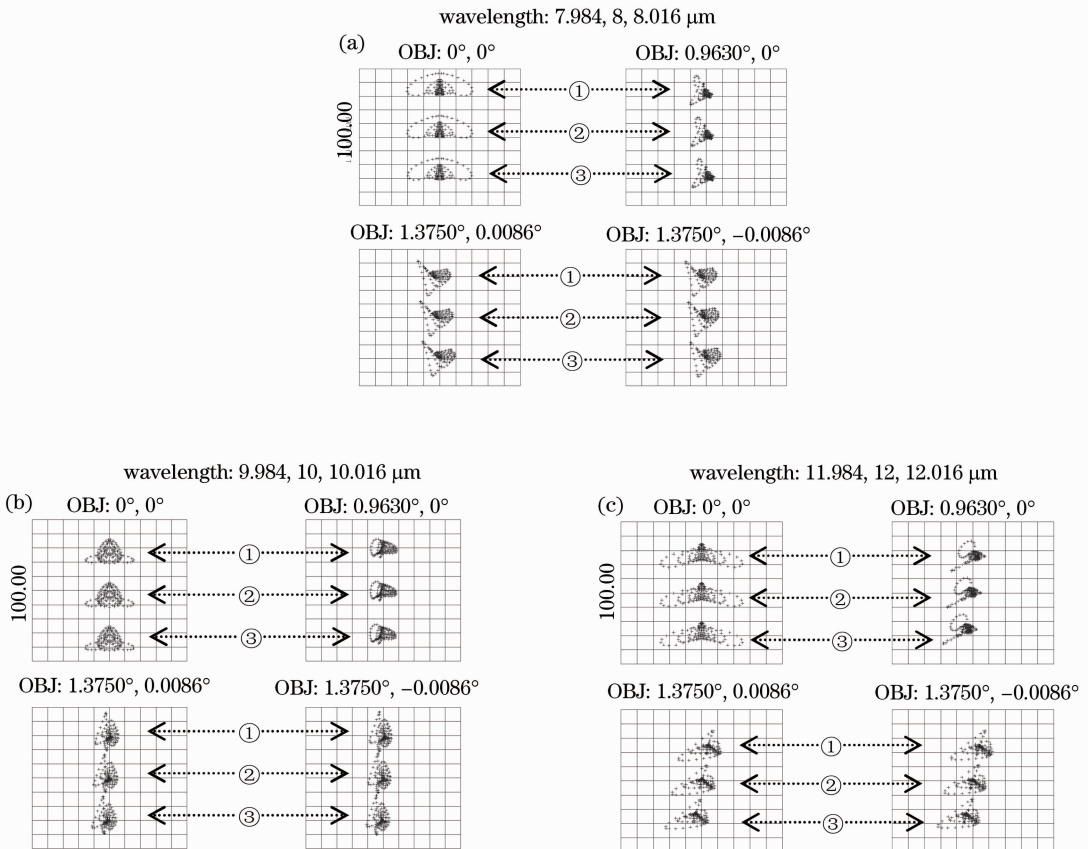 wavelength: 7.984, 8, 8.016 μm
(a)
OBJ: 0°, 0°
OBJ: 0.9630°, 0°
100.00
①
②
③
OBJ: 1.3750°, 0.0086°
OBJ: 1.3750°, −0.0086°
①
②
③
wavelength: 9.984, 10, 10.016 μm
(b)
OBJ: 0°, 0°
OBJ: 0.9630°, 0°
100.00
①
②
③
OBJ: 1.3750°, 0.0086°
OBJ: 1.3750°, −0.0086°
①
②
③
wavelength: 11.984, 12, 12.016 μm
(c)
OBJ: 0°, 0°
OBJ: 0.9630°, 0°
100.00
①
②
③
OBJ: 1.3750°, 0.0086°
OBJ: 1.3750°, −0.0086°
①
②
③